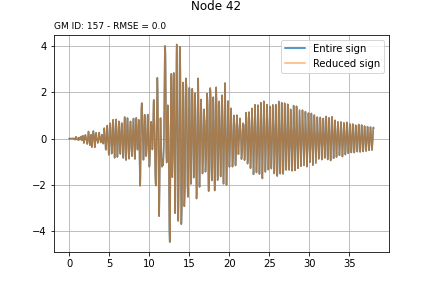 Node 42
GM ID: 157 - RMSE = 0.0
Entire sign
Reduced sign
4
2
0
−2
−4
0 5 10 15 20 25 30 35